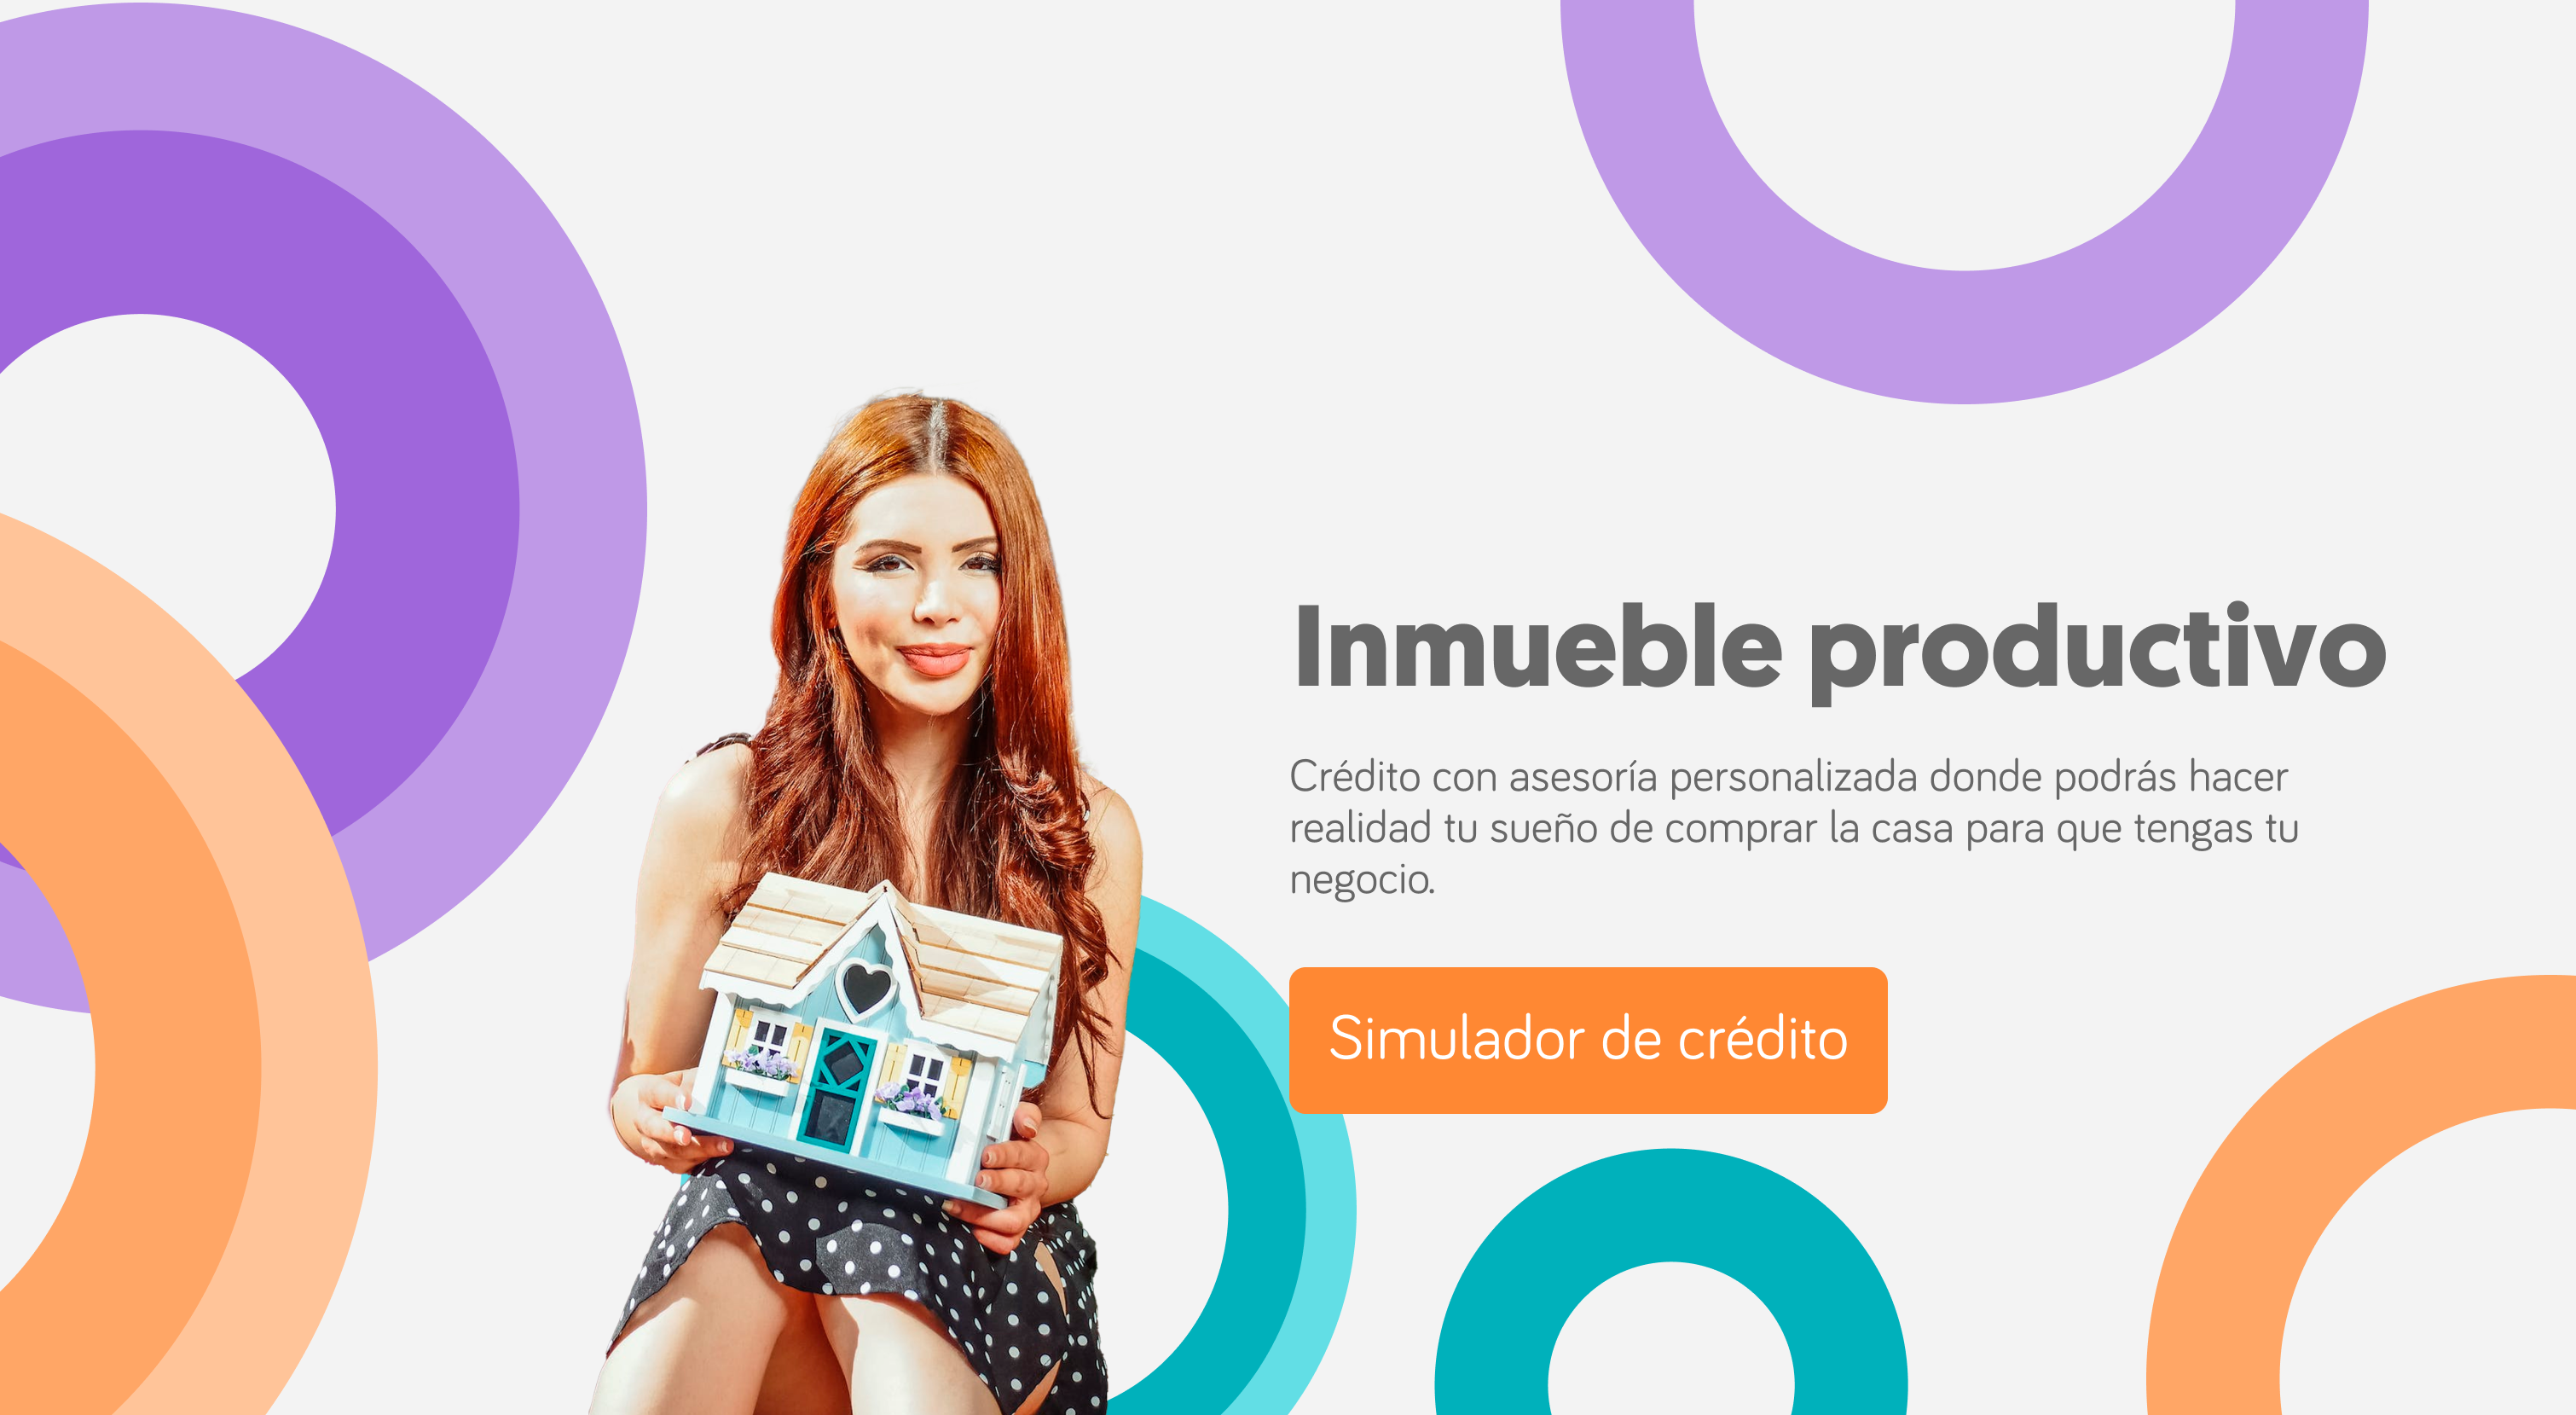 Inmueble productivo
Crédito con asesoría personalizada donde podrás hacer
realidad tu sueño de comprar la casa para que tengas tu
negocio.
Simulador de crédito